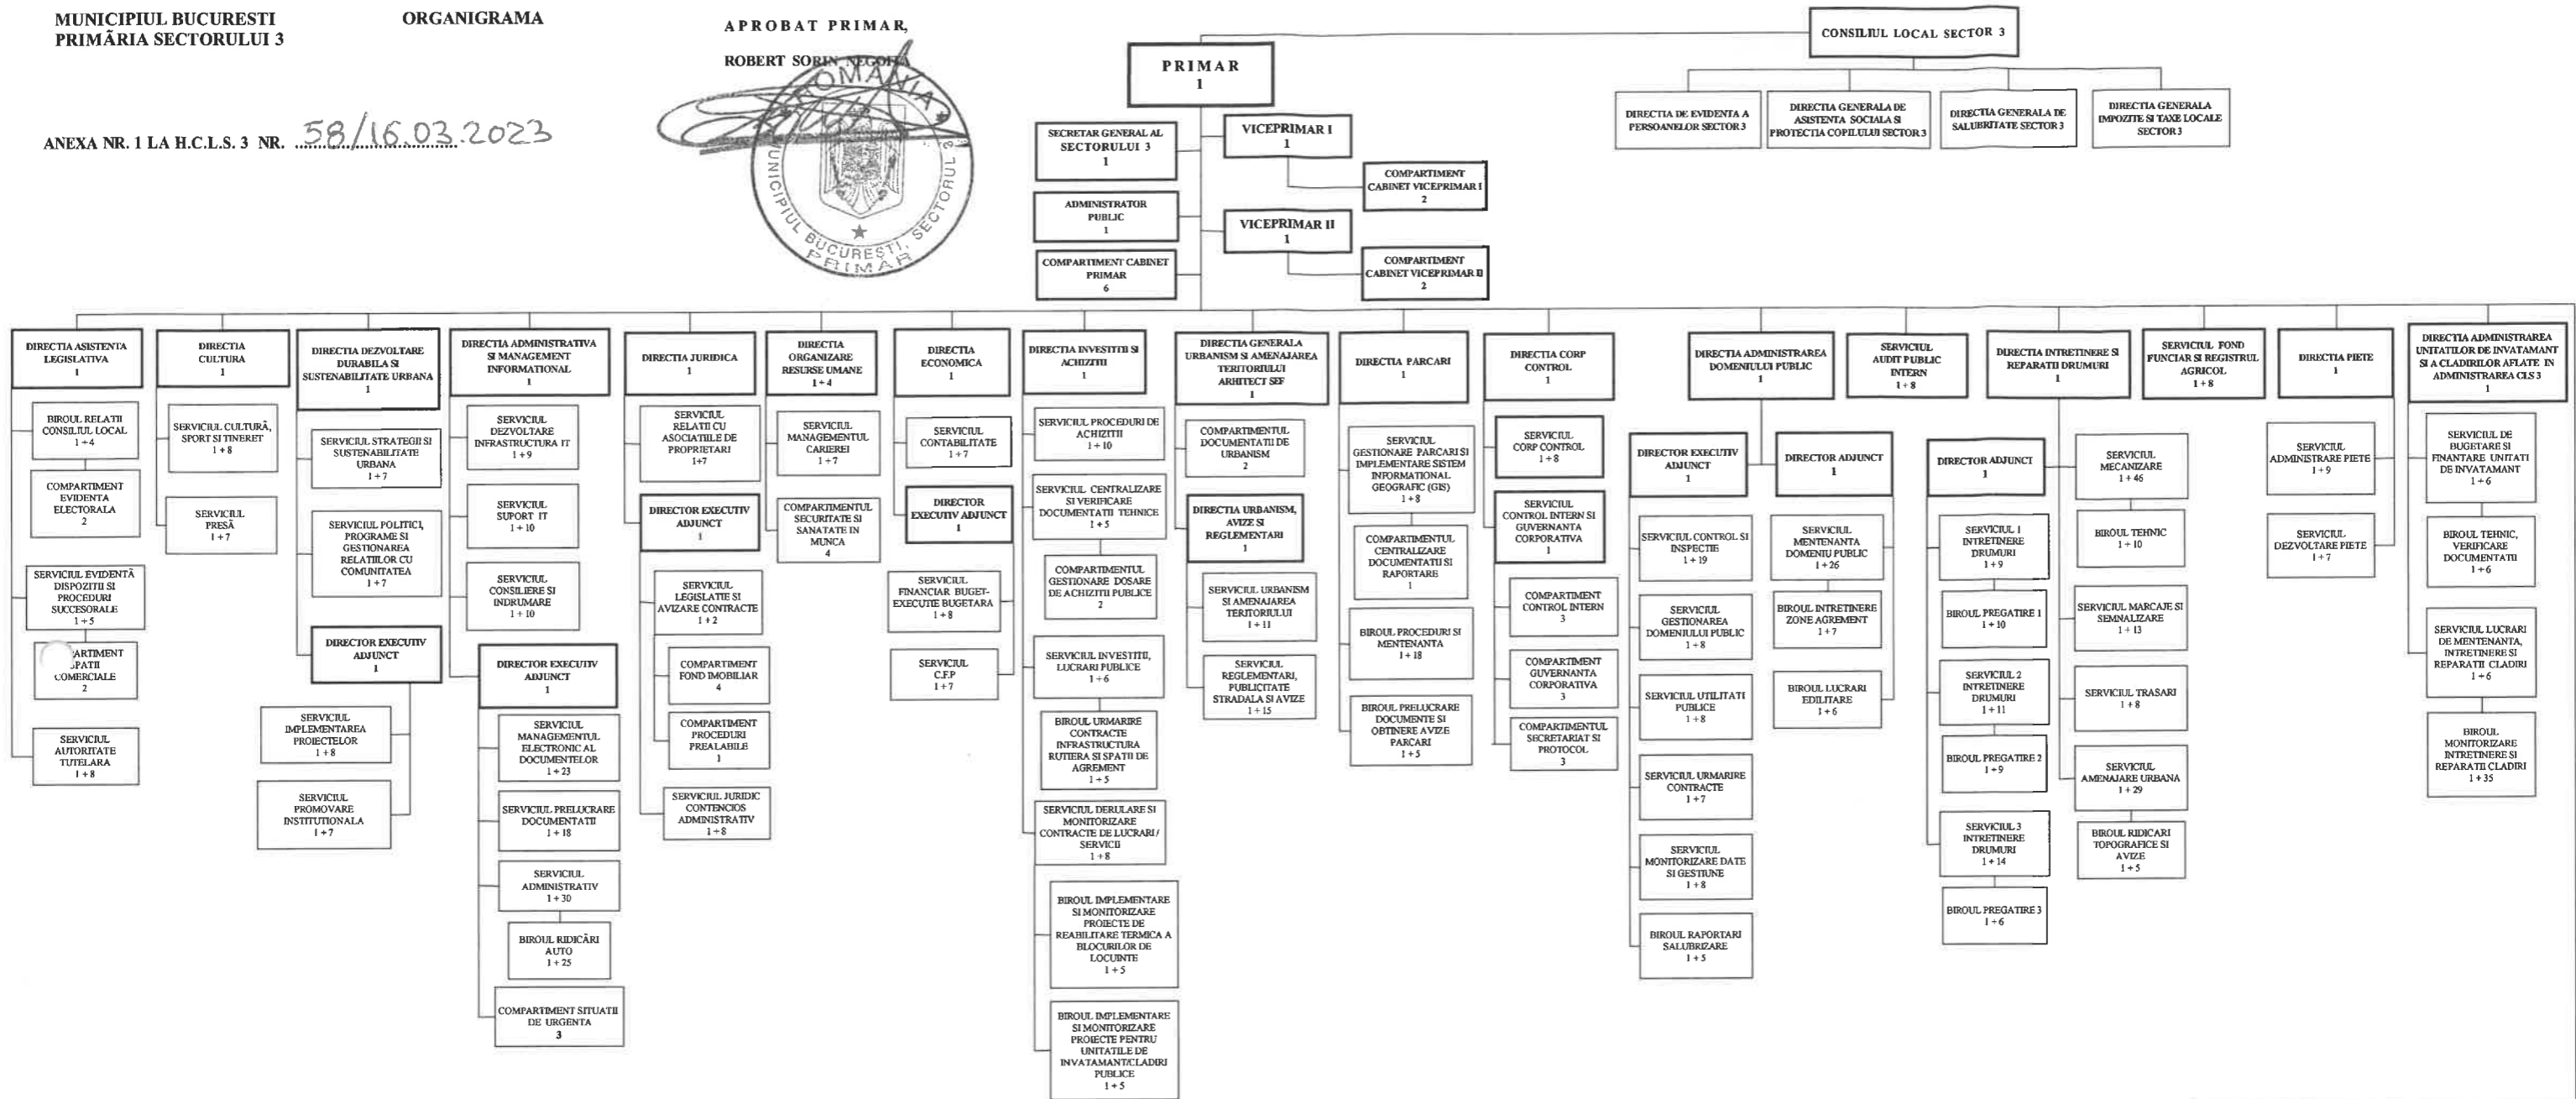 MUNICIPIUL BUCURESTI
PRIMĂRIA SECTORULUI 3
ORGANIGRAMA
ANEXA NR. 1 LA H.C.L.S. 3 NR. 58/16.03.2023
APROBAT PRIMAR,
ROBERT SORIN NEGOITA
ROMANIA
MUNICIPIUL BUCUREȘTI, SECTORUL 3
PRIMAR
CONSILIUL LOCAL SECTOR 3
DIRECTIA DE EVIDENTA A
PERSOANELOR SECTOR 3
DIRECTIA GENERALA DE
ASISTENTA SOCIALA SI
PROTECTIA COPILULUI SECTOR 3
DIRECTIA GENERALA DE
SALUBRITATE SECTOR 3
DIRECTIA GENERALA
IMPOZITE SI TAXE LOCALE
SECTOR 3
PRIMAR
1
SECRETAR GENERAL AL
SECTORULUI 3
1
VICEPRIMAR I
1
COMPARTIMENT
CABINET VICEPRIMAR I
2
ADMINISTRATOR
PUBLIC
1
VICEPRIMAR II
1
COMPARTIMENT CABINET
PRIMAR
6
COMPARTIMENT
CABINET VICEPRIMAR II
2
DIRECTIA ASISTENTA
LEGISLATIVA
1
BIROUL RELATII
CONSILIUL LOCAL
1 + 4
COMPARTIMENT
EVIDENTA
ELECTORALA
2
SERVICIUL EVIDENTĂ
DISPOZITII SI
PROCEDURI
SUCCESORALE
1 + 5
COMERCIALE
2
SERVICIUL
AUTORITATE
TUTELARA
1 + 8
DIRECTIA
CULTURA
1
SERVICIUL CULTURĂ,
SPORT SI TINERET
1 + 8
SERVICIUL
PRESĂ
1 + 7
DIRECTIA DEZVOLTARE
DURABILA SI
SUSTENABILITATE URBANA
1
SERVICIUL STRATEGII SI
SUSTENABILITATE
URBANA
1 + 7
SERVICIUL POLITICI,
PROGRAME SI
GESTIONAREA
RELATIILOR CU
COMUNITATEA
1 + 7
DIRECTOR EXECUTIV
ADJUNCT
1
SERVICIUL
IMPLEMENTAREA
PROIECTELOR
1 + 8
SERVICIUL
PROMOVARE
INSTITUTIONALA
1 + 7
DIRECTIA ADMINISTRATIVA
SI MANAGEMENT
INFORMATIONAL
1
SERVICIUL
DEZVOLTARE
INFRASTRUCTURA IT
1 + 9
SERVICIUL
SUPORT IT
1 + 10
SERVICIUL
CONSILIERE SI
INDRUMARE
1 + 10
DIRECTOR EXECUTIV
ADJUNCT
1
SERVICIUL
MANAGEMENTUL
ELECTRONIC AL
DOCUMENTELOR
1 + 23
SERVICIUL PRELUCRARE
DOCUMENTATII
1 + 18
SERVICIUL
ADMINISTRATIV
1 + 30
BIROUL RIDICĂRI
AUTO
1 + 25
COMPARTIMENT SITUATII
DE URGENTA
3
DIRECTIA JURIDICA
1
SERVICIUL
RELATII CU
ASOCIATIILE DE
PROPRIETARI
1+7
DIRECTOR EXECUTIV
ADJUNCT
1
SERVICIUL
LEGISLATIE SI
AVIZARE CONTRACTE
1 + 2
COMPARTIMENT
FOND IMOBILIAR
4
COMPARTIMENT
PROCEDURI
PREALABILE
1
SERVICIUL JURIDIC
CONTENCIOS
ADMINISTRATIV
1 + 8
DIRECTIA
ORGANIZARE
RESURSE UMANE
1 + 4
SERVICIUL
MANAGEMENTUL
CARIEREI
1 + 7
COMPARTIMENTUL
SECURITATE SI
SANATATE IN
MUNCA
4
DIRECTIA
ECONOMICA
1
SERVICIUL
CONTABILITATE
1 + 7
DIRECTOR
EXECUTIV ADJUNCT
1
SERVICIUL
FINANCIAR BUGET-
EXECUTIE BUGETARA
1 + 8
SERVICIUL
C.F.P
1 + 7
DIRECTIA INVESTITII SI
ACHIZITII
1
SERVICIUL PROCEDURI DE
ACHIZITII
1 + 10
SERVICIUL CENTRALIZARE
SI VERIFICARE
DOCUMENTATII TEHNICE
1 + 5
COMPARTIMENTUL
GESTIONARE DOSARE
DE ACHIZITII PUBLICE
2
SERVICIUL INVESTITII,
LUCRARI PUBLICE
1 + 6
BIROUL URMARIRE
CONTRACTE
INFRASTRUCTURA
RUTIERA SI SPATII DE
AGREMENT
1 + 5
SERVICIUL DERULARE SI
MONITORIZARE
CONTRACTE DE LUCRARI /
SERVICII
1 + 8
BIROUL IMPLEMENTARE
SI MONITORIZARE
PROIECTE DE
REABILITARE TERMICA A
BLOCURILOR DE
LOCUINTE
1 + 5
BIROUL IMPLEMENTARE
SI MONITORIZARE
PROIECTE PENTRU
UNITATILE DE
INVATAMANT/CLADIRI
PUBLICE
1 + 5
DIRECTIA GENERALA
URBANISM SI AMENAJAREA
TERITORIULUI
ARHITECT SEF
1
COMPARTIMENTUL
DOCUMENTATII DE
URBANISM
2
DIRECTIA URBANISM,
AVIZE SI
REGLEMENTARI
1
SERVICIUL URBANISM
SI AMENAJAREA
TERITORIULUI
1 + 11
SERVICIUL
REGLEMENTARI,
PUBLICITATE
STRADALA SI AVIZE
1 + 15
DIRECTIA PARCARI
1
SERVICIUL
GESTIONARE PARCARI SI
IMPLEMENTARE SISTEM
INFORMATIONAL
GEOGRAFIC (GIS)
1 + 8
COMPARTIMENTUL
CENTRALIZARE
DOCUMENTATII SI
RAPORTARE
1
BIROUL PROCEDURI SI
MENTENANTA
1 + 18
BIROUL PRELUCRARE
DOCUMENTE SI
OBTINERE AVIZE
PARCARI
1 + 5
DIRECTIA CORP
CONTROL
1
SERVICIUL
CORP CONTROL
1 + 8
SERVICIUL
CONTROL INTERN SI
GUVERNANTA
CORPORATIVA
1
COMPARTIMENT
CONTROL INTERN
3
COMPARTIMENT
GUVERNANTA
CORPORATIVA
3
COMPARTIMENTUL
SECRETARIAT SI
PROTOCOL
3
DIRECTIA ADMINISTRAREA
DOMENIULUI PUBLIC
1
DIRECTOR EXECUTIV
ADJUNCT
1
SERVICIUL CONTROL SI
INSPECTIE
1 + 19
SERVICIUL
GESTIONAREA
DOMENIULUI PUBLIC
1 + 8
SERVICIUL UTILITATI
PUBLICE
1 + 8
SERVICIUL URMARIRE
CONTRACTE
1 + 7
SERVICIUL
MONITORIZARE DATE
SI GESTIUNE
1 + 8
BIROUL RAPORTARI
SALUBRIZARE
1 + 5
DIRECTOR ADJUNCT
1
SERVICIUL
MENTENANTA
DOMENIU PUBLIC
1 + 26
BIROUL INTRETINERE
ZONE AGREMENT
1 + 7
BIROUL LUCRARI
EDILITARE
1 + 6
SERVICIUL
AUDIT PUBLIC
INTERN
1 + 8
DIRECTIA INTRETINERE SI
REPARATII DRUMURI
1
DIRECTOR ADJUNCT
1
SERVICIUL 1
INTRETINERE
DRUMURI
1 + 9
BIROUL PREGATIRE 1
1 + 10
SERVICIUL 2
INTRETINERE
DRUMURI
1 + 11
BIROUL PREGATIRE 2
1 + 9
SERVICIUL 3
INTRETINERE
DRUMURI
1 + 14
BIROUL PREGATIRE 3
1 + 6
SERVICIUL
MECANIZARE
1 + 46
BIROUL TEHNIC
1 + 10
SERVICIUL MARCAJE SI
SEMNALIZARE
1 + 13
SERVICIUL TRASARI
1 + 8
SERVICIUL
AMENAJARE URBANA
1 + 29
BIROUL RIDICARI
TOPOGRAFICE SI
AVIZE
1 + 5
SERVICIUL FOND
FUNCIAR SI REGISTRUL
AGRICOL
1 + 8
DIRECTIA PIETE
1
SERVICIUL
ADMINISTRARE PIETE
1 + 9
SERVICIUL
DEZVOLTARE PIETE
1 + 7
DIRECTIA ADMINISTRAREA
UNITATILOR DE INVATAMANT
SI A CLADIRILOR AFLATE IN
ADMINISTRAREA CLS 3
1
SERVICIUL DE
BUGETARE SI
FINANTARE UNITATI
DE INVATAMANT
1 + 6
BIROUL TEHNIC,
VERIFICARE
DOCUMENTATII
1 + 6
SERVICIUL LUCRARI
DE MENTENANTA,
INTRETINERE SI
REPARATII CLADIRI
1 + 6
BIROUL
MONITORIZARE
INTRETINERE SI
REPARATII CLADIRI
1 + 35